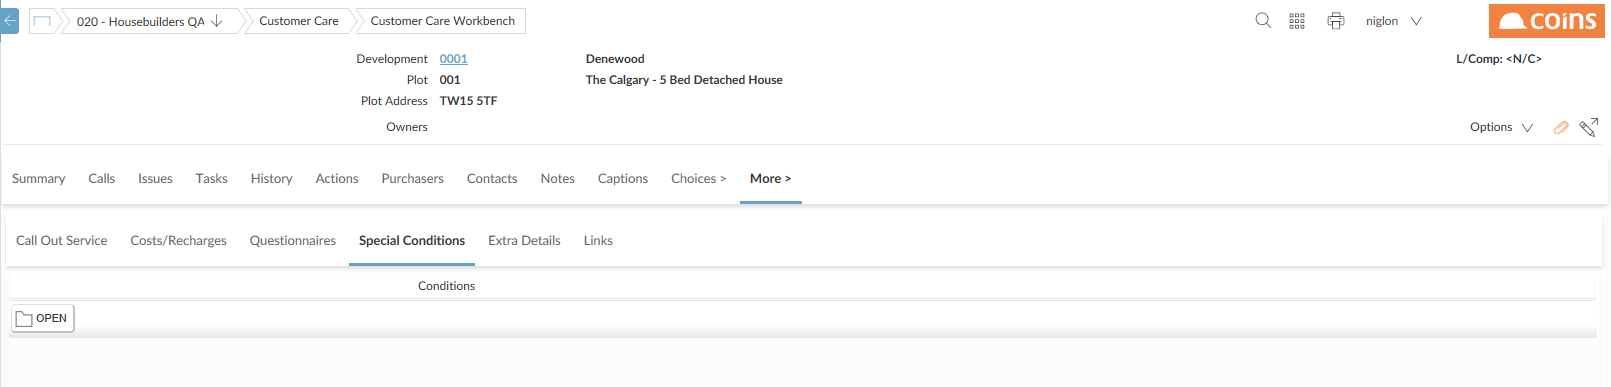 020 - Housebuilders QA Customer Care Customer Care Workbench niglon coins
Development 0001 Denewood L/Comp: <N/C>
Plot 001 The Calgary - 5 Bed Detached House
Plot Address TW15 5TF
Owners Options
Summary Calls Issues Tasks History Actions Purchasers Contacts Notes Captions Choices > More >
Call Out Service Costs/Recharges Questionnaires Special Conditions Extra Details Links
Conditions
OPEN